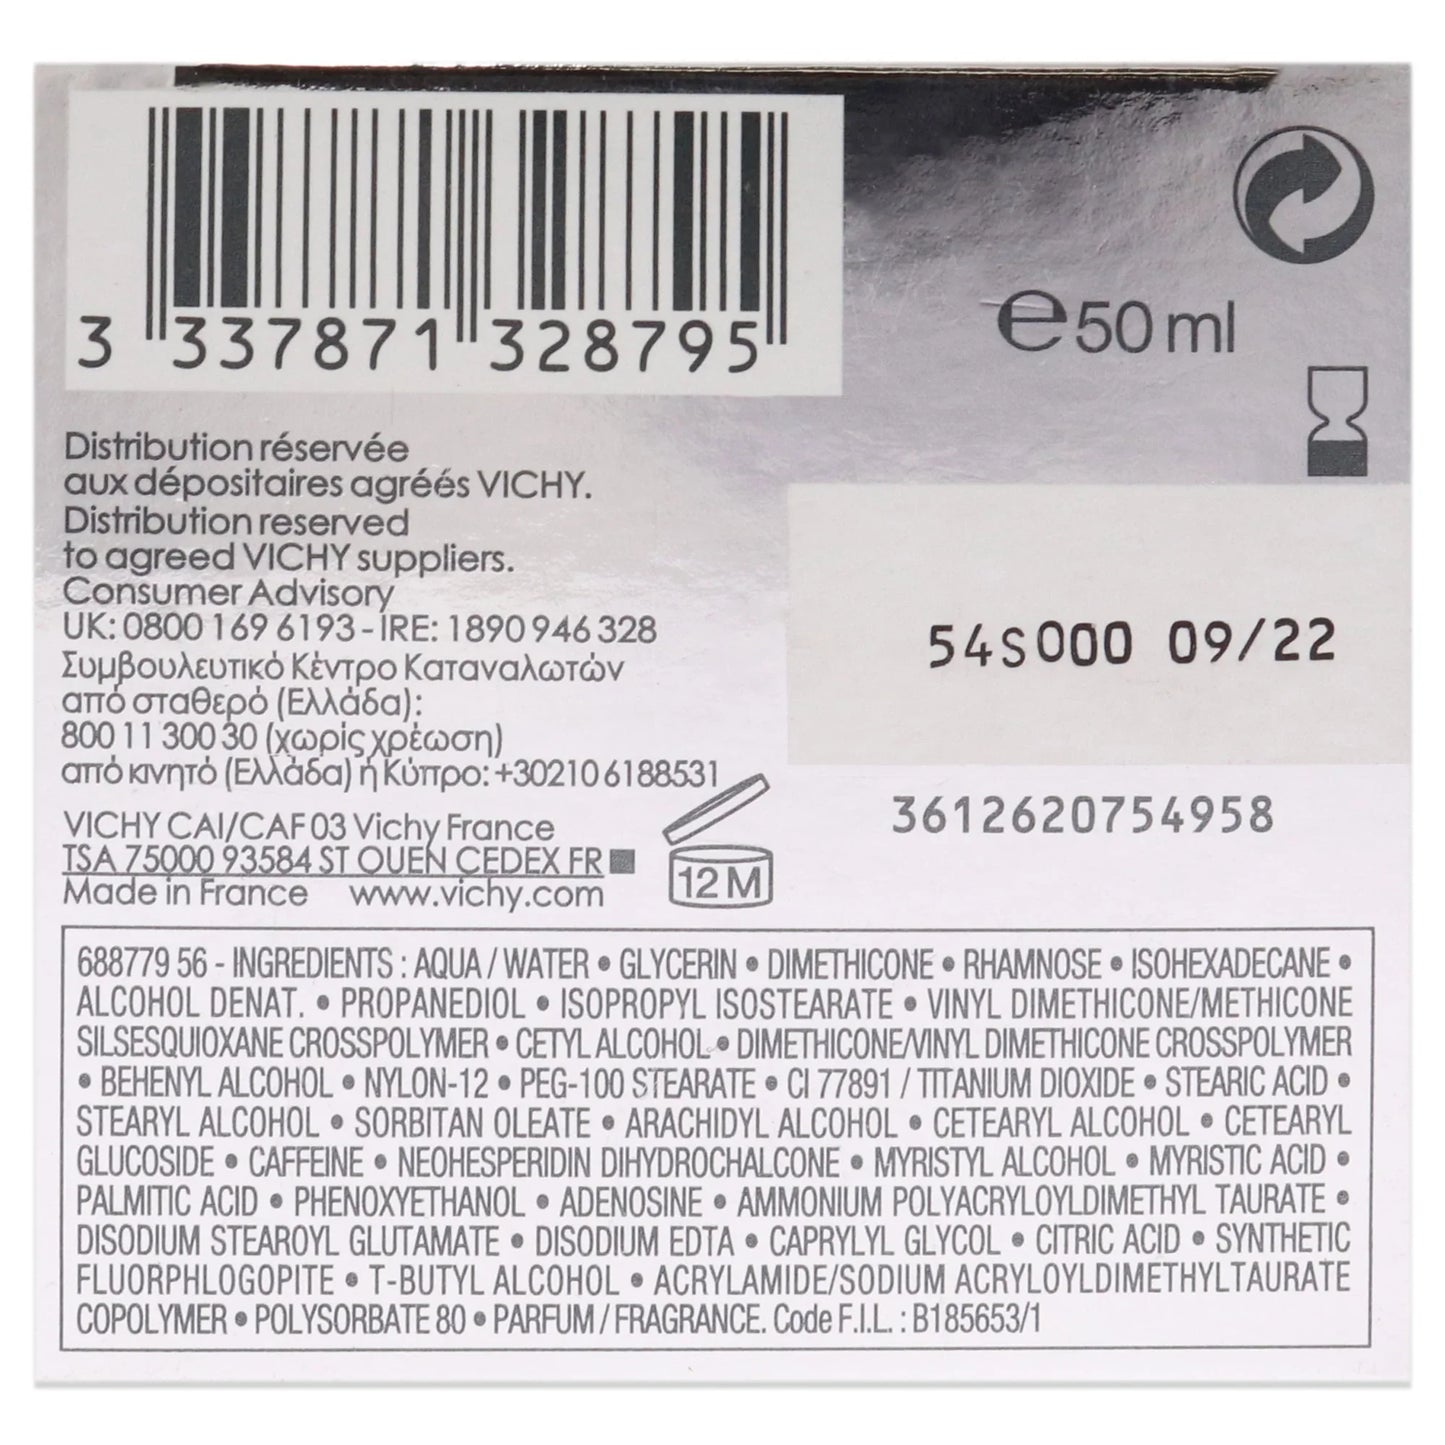 3 337871 328795
℮50 ml
Distribution réservée
aux dépositaires agréés VICHY.
Distribution reserved
to agreed VICHY suppliers.
Consumer Advisory
UK: 0800 169 6193 - IRE: 1890 946 328
Συμβουλευτικό Κέντρο Καταναλωτών
από σταθερό (Ελλάδα):
800 11 300 30 (χωρίς χρέωση)
από κινητό (Ελλάδα) ή Κύπρο: +302106188531
54S000 09/22
3612620754958
VICHY CAI/CAF 03 Vichy France
TSA 75000 93584 ST OUEN CEDEX FR
Made in France www.vichy.com
12 M
688779 56 - INGREDIENTS : AQUA / WATER • GLYCERIN • DIMETHICONE • RHAMNOSE • ISOHEXADECANE •
ALCOHOL DENAT. • PROPANEDIOL • ISOPROPYL ISOSTEARATE • VINYL DIMETHICONE/METHICONE
SILSESQUIOXANE CROSSPOLYMER • CETYL ALCOHOL • DIMETHICONE/VINYL DIMETHICONE CROSSPOLYMER
• BEHENYL ALCOHOL • NYLON-12 • PEG-100 STEARATE • CI 77891 / TITANIUM DIOXIDE • STEARIC ACID •
STEARYL ALCOHOL • SORBITAN OLEATE • ARACHIDYL ALCOHOL • CETEARYL ALCOHOL • CETEARYL
GLUCOSIDE • CAFFEINE • NEOHESPERIDIN DIHYDROCHALCONE • MYRISTYL ALCOHOL • MYRISTIC ACID •
PALMITIC ACID • PHENOXYETHANOL • ADENOSINE • AMMONIUM POLYACRYLOYLDIMETHYL TAURATE •
DISODIUM STEAROYL GLUTAMATE • DISODIUM EDTA • CAPRYLYL GLYCOL • CITRIC ACID • SYNTHETIC
FLUORPHLOGOPITE • T-BUTYL ALCOHOL • ACRYLAMIDE/SODIUM ACRYLOYLDIMETHYLTAURATE
COPOLYMER • POLYSORBATE 80 • PARFUM / FRAGRANCE. Code F.I.L. : B185653/1